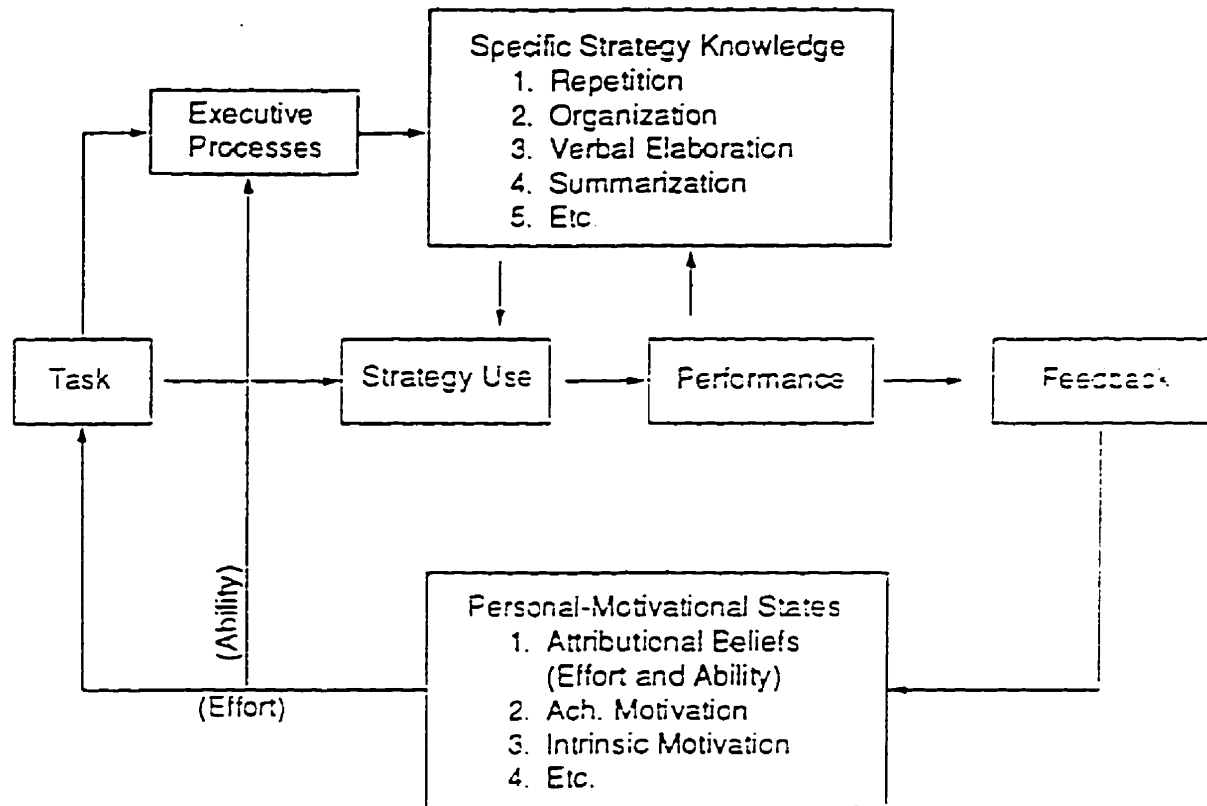 Specific Strategy Knowledge
1. Repetition
2. Organization
3. Verbal Elaboration
4. Summarization
5. Etc.
Executive
Processes
Task
Strategy Use
Performance
Feedback
(Ability)
(Effort)
Personal-Motivational States
1. Attributional Beliefs
(Effort and Ability)
2. Ach. Motivation
3. Intrinsic Motivation
4. Etc.